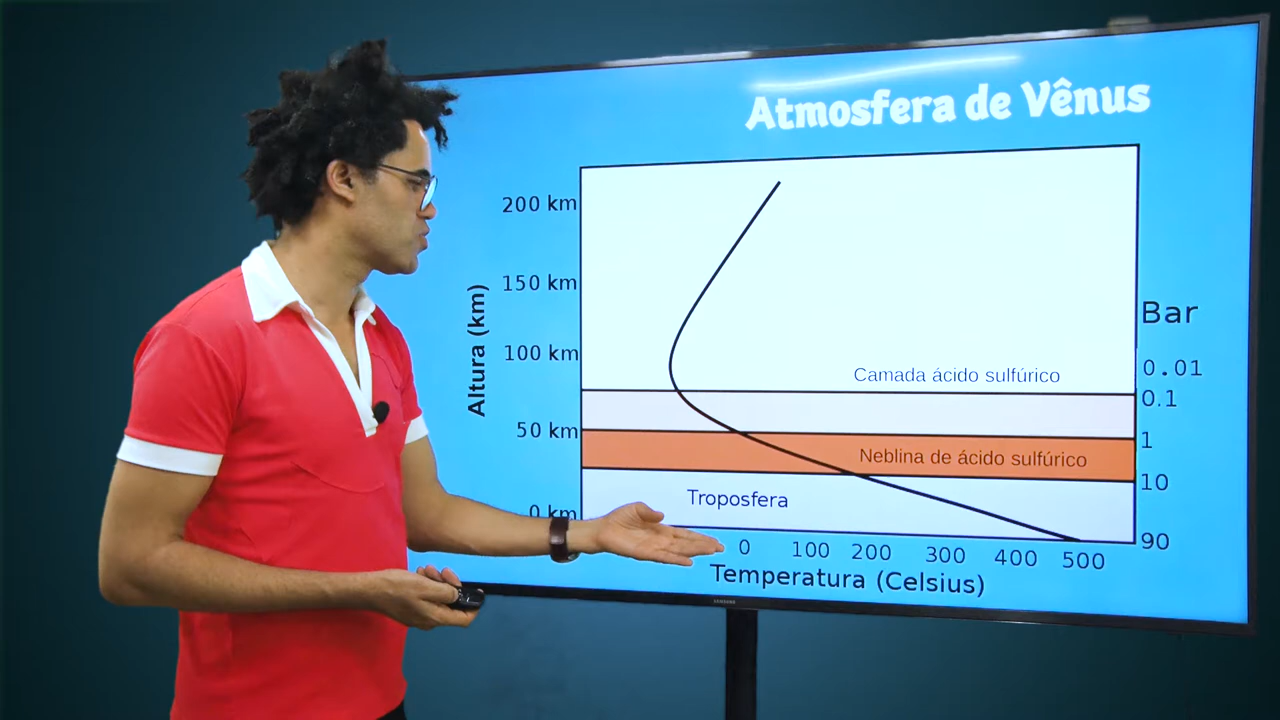 Atmosfera de Vênus
200 km
150 km
100 km
50 km
0 km
Altura (km)
Bar
0.01
0.1
1
10
90
Camada ácido sulfúrico
Neblina de ácido sulfúrico
Troposfera
0 100 200 300 400 500
Temperatura (Celsius)
SAMSUNG